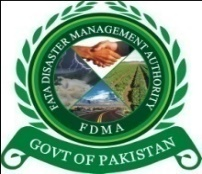 FATA DISASTER MANAGEMENT AUTHORITY
FDMA
GOVT OF PAKISTAN